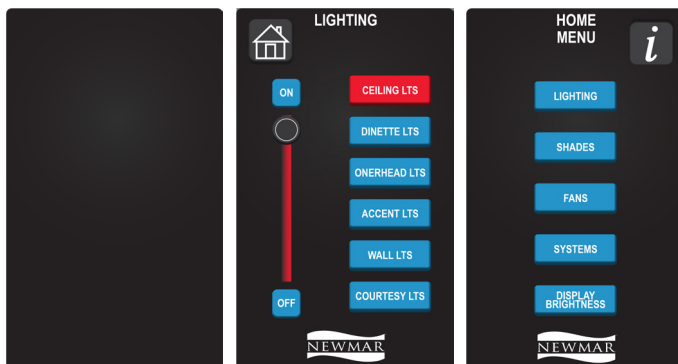 LIGHTING
ON
CEILING LTS
DINETTE LTS
ONERHEAD LTS
ACCENT LTS
WALL LTS
OFF
COURTESY LTS
NEWMAR
HOME
MENU
i
LIGHTING
SHADES
FANS
SYSTEMS
DISPLAY
BRIGHTNESS
NEWMAR